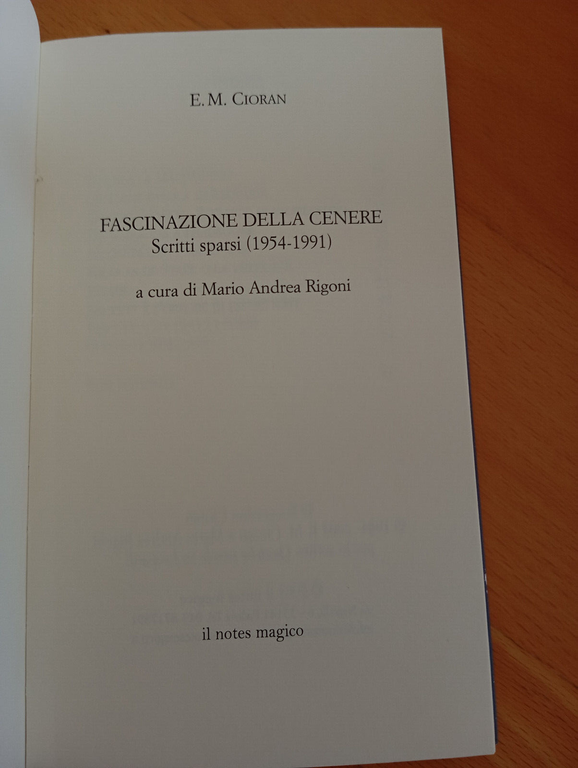 E. M. CIORAN
FASCINAZIONE DELLA CENERE
Scritti sparsi (1954-1991)
a cura di Mario Andrea Rigoni
il notes magico